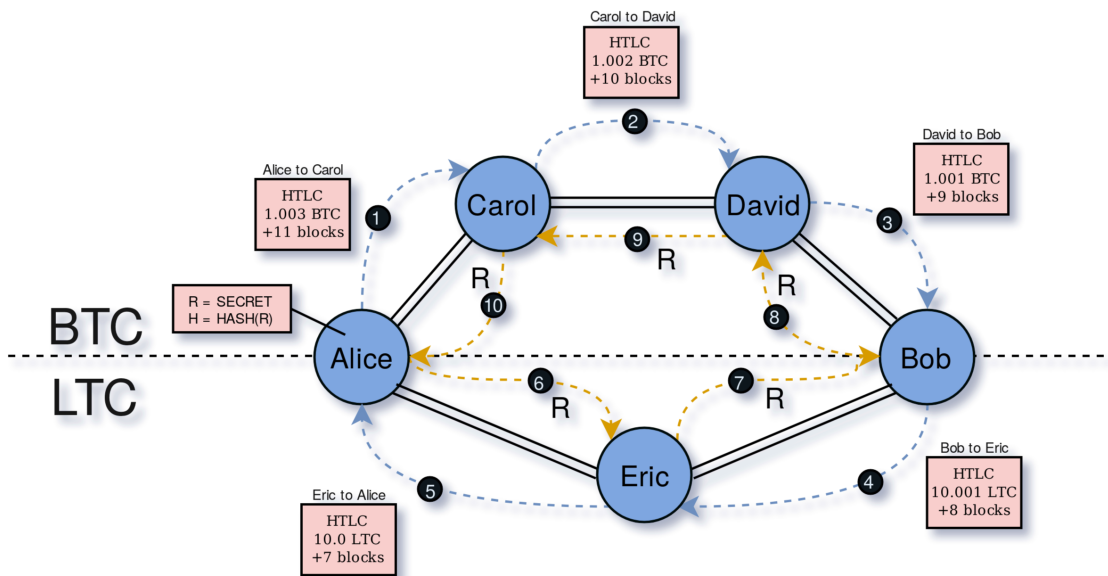 Carol to David
HTLC
1.002 BTC
+10 blocks
2
David to Bob
HTLC
1.001 BTC
+9 blocks
3
Alice to Carol
HTLC
1.003 BTC
+11 blocks
1
Carol
David
9
R
R
10
R
8
R = SECRET
H = HASH(R)
BTC
LTC
Alice
Bob
6
R
7
R
Eric
5
4
Eric to Alice
HTLC
10.0 LTC
+7 blocks
Bob to Eric
HTLC
10.001 LTC
+8 blocks